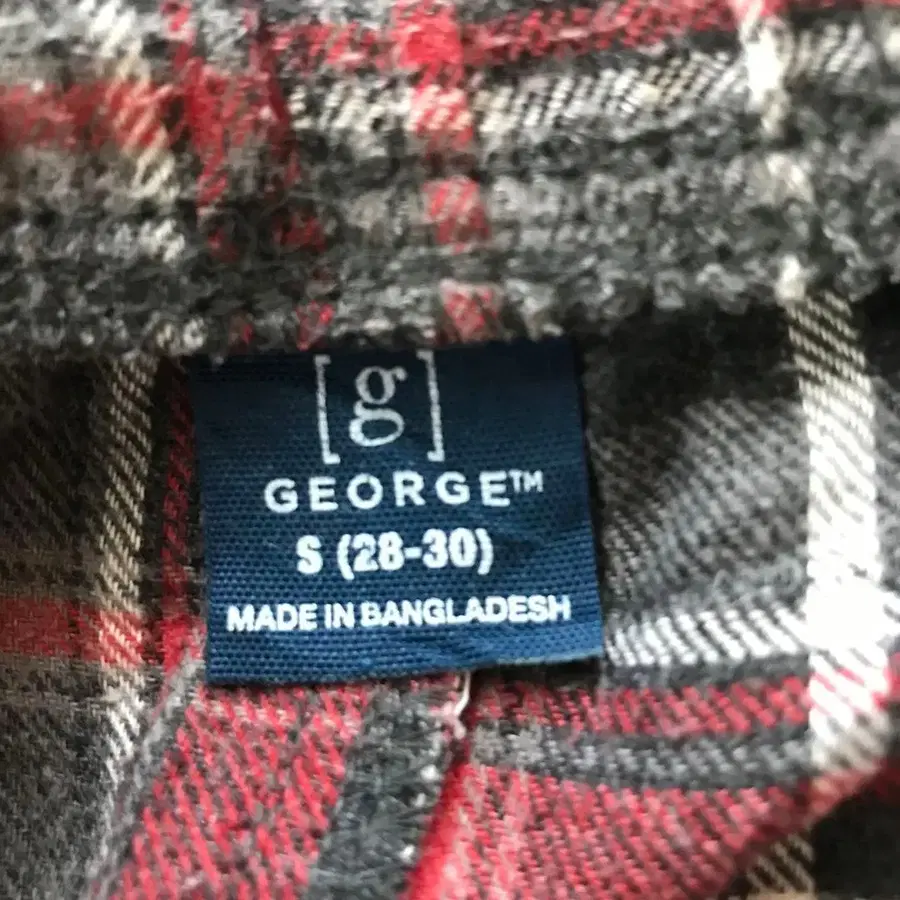 [g]
GEORGE™
S (28-30)
MADE IN BANGLADESH